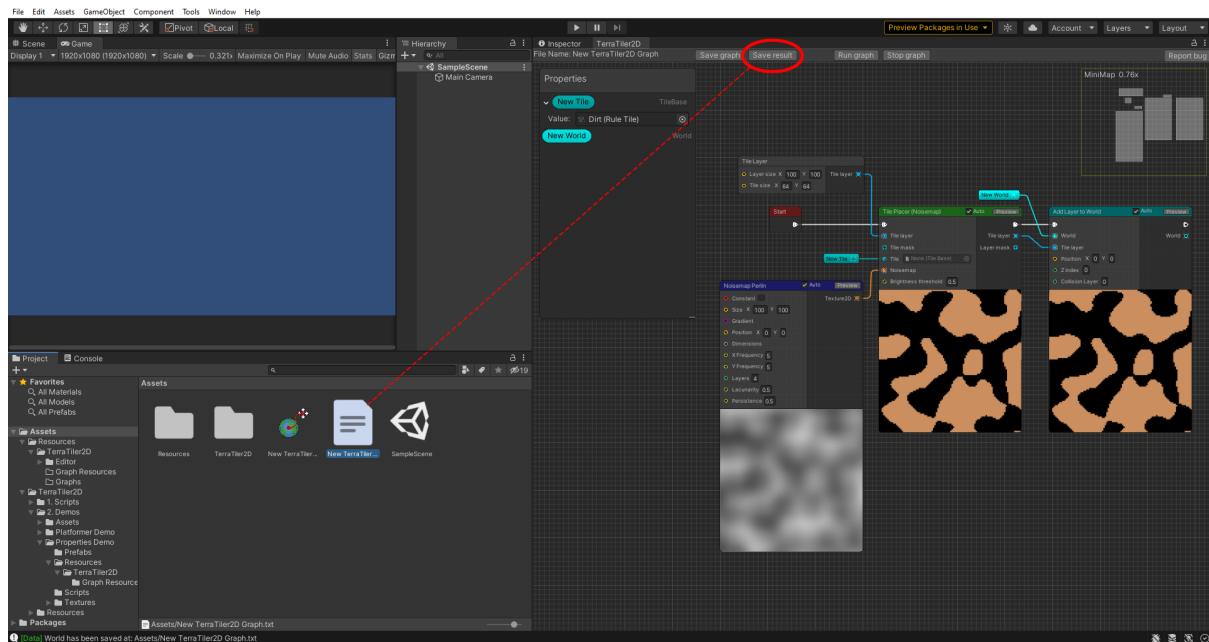 File Edit Assets GameObject Component Tools Window Help
Pivot Local Preview Packages in Use Account Layers Layout
Scene Game
Display 1 1920x1080 (1920x1080) Scale 0.321x Maximize On Play Mute Audio Stats Gizm
Hierarchy
All
SampleScene
Main Camera
Inspector TerraTiler2D
File Name: New TerraTiler2D Graph Save graph Save result Run graph Stop graph Report bug
Properties
New Tile TileBase
Value: Dirt (Rule Tile)
New World World
MiniMap 0.76x
Tile Layer
Layer size X 100 Y 100 Tile layer
Tile size X 64 Y 64
Start
New World
Tile Placer (Noisemap) Auto Preview
Tile layer Tile layer
Tile mask Layer mask
New Tile
Tile None (Tile Base)
Noisemap
Brightness threshold 0.5
Add Layer to World Auto Preview
World World
Tile layer
Position X 0 Y 0
Z index 0
Collision Layer 0
Noisemap Perlin Auto Preview
Constant Texture2D
Size X 100 Y 100
Gradient
Position X 0 Y 0
Dimensions
X Frequency 5
Y Frequency 5
Layers 4
Lacunarity 0.5
Persistence 0.5
Project Console
19
Favorites
All Materials
All Models
All Prefabs
Assets
Resources
TerraTiler2D
Editor
Graph Resources
Graphs
TerraTiler2D
1. Scripts
2. Demos
Assets
Platformer Demo
Properties Demo
Prefabs
Resources
TerraTiler2D
Graph Resource
Scripts
Textures
Resources
Packages
Assets
Resources TerraTiler2D New TerraTiler... New TerraTiler... SampleScene
Assets/New TerraTiler2D Graph.txt
[Data] World has been saved at: Assets/New TerraTiler2D Graph.txt